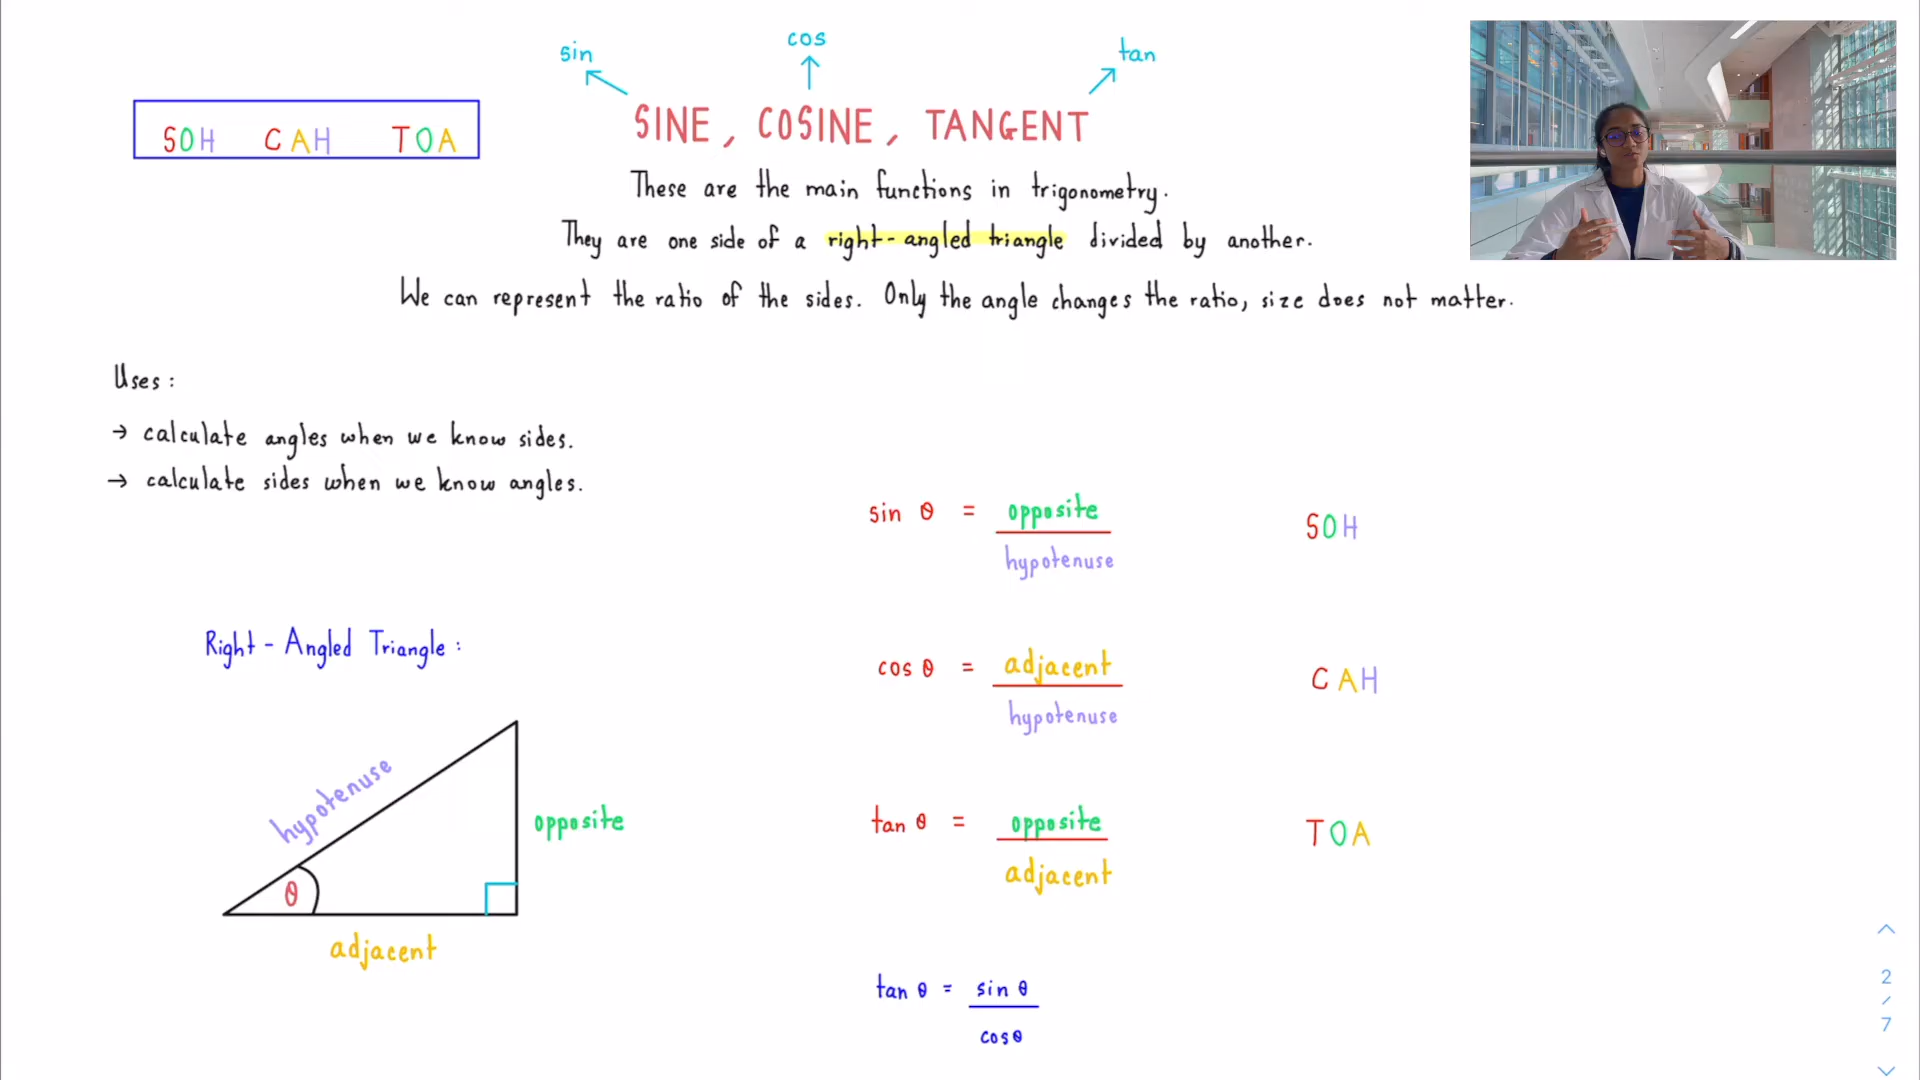 sin
cos
tan
SOH CAH TOA
SINE, COSINE, TANGENT
These are the main functions in trigonometry.
They are one side of a right-angled triangle divided by another.
We can represent the ratio of the sides. Only the angle changes the ratio, size does not matter.
Uses:
→ calculate angles when we know sides.
→ calculate sides when we know angles.
sin θ = opposite
hypotenuse
SOH
Right-Angled Triangle:
cos θ = adjacent
hypotenuse
CAH
hypotenuse
opposite
θ
adjacent
tan θ = opposite
adjacent
TOA
tan θ = sin θ
cos θ
2
/
7